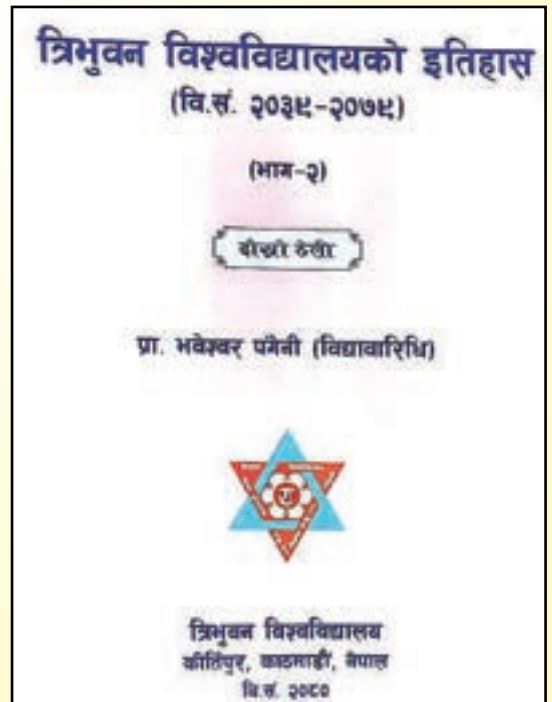 त्रिभुवन विश्वविद्यालयको इतिहास
(वि.सं. २०३९-२०७९)
(भाग-२)
दोस्रो ठेली
प्रा. भवेश्वर पंगेनी (विद्यावारिधि)
त्रिभुवन विश्वविद्यालय
कीर्तिपुर, काठमाडौं, नेपाल
वि.सं. २०८०